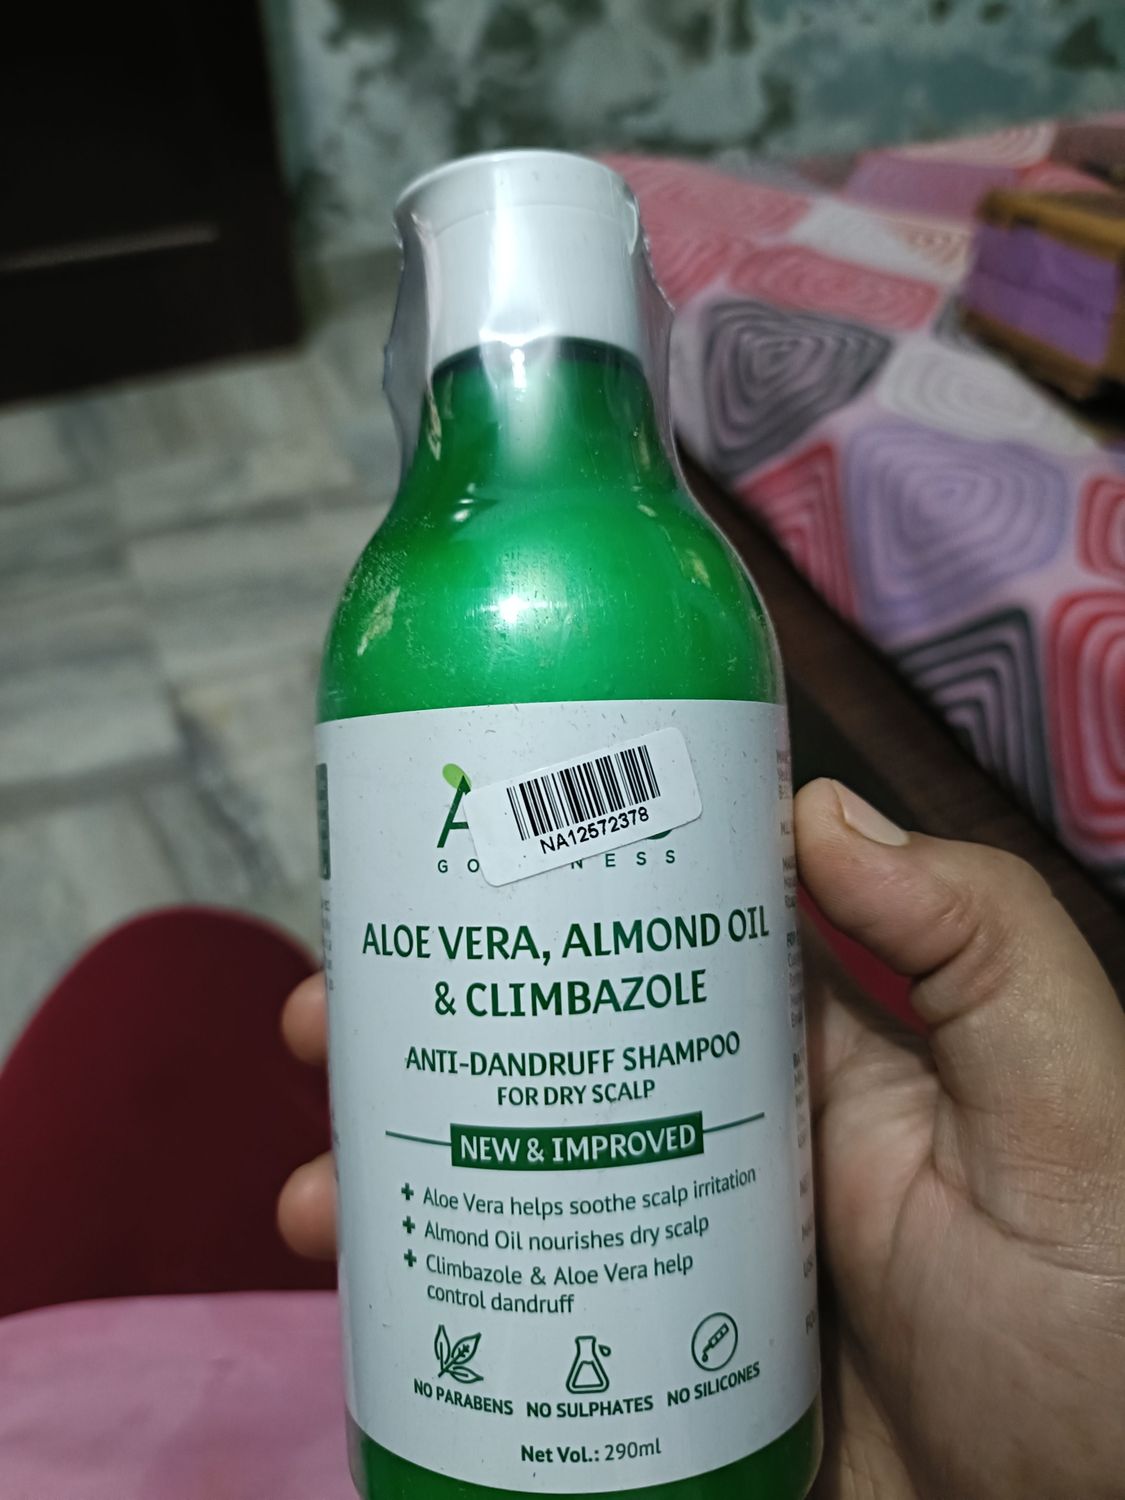 NA12572378
ALOE VERA, ALMOND OIL
& CLIMBAZOLE
ANTI-DANDRUFF SHAMPOO
FOR DRY SCALP
NEW & IMPROVED
Aloe Vera helps soothe scalp irritation
Almond Oil nourishes dry scalp
Climbazole & Aloe Vera help
control dandruff
NO PARABENS NO SULPHATES NO SILICONES
Net Vol.: 290ml